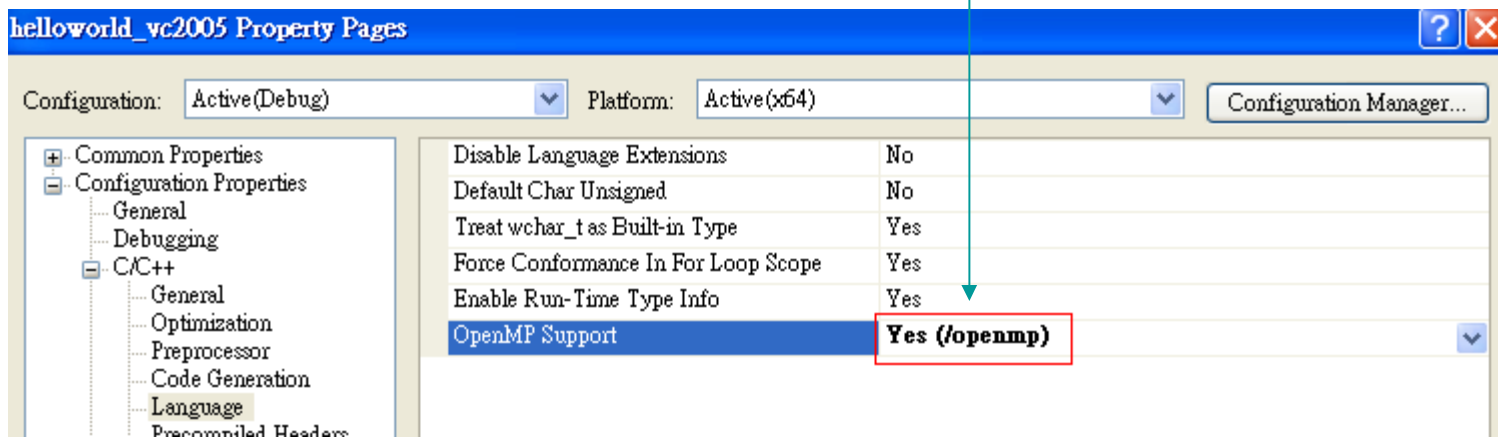 helloworld_vc2005 Property Pages
Configuration: Active(Debug) Platform: Active(x64) Configuration Manager...
Common Properties
Configuration Properties
General
Debugging
C/C++
General
Optimization
Preprocessor
Code Generation
Language
Precompiled Headers
Disable Language Extensions No
Default Char Unsigned No
Treat wchar_t as Built-in Type Yes
Force Conformance In For Loop Scope Yes
Enable Run-Time Type Info Yes
OpenMP Support Yes (/openmp)